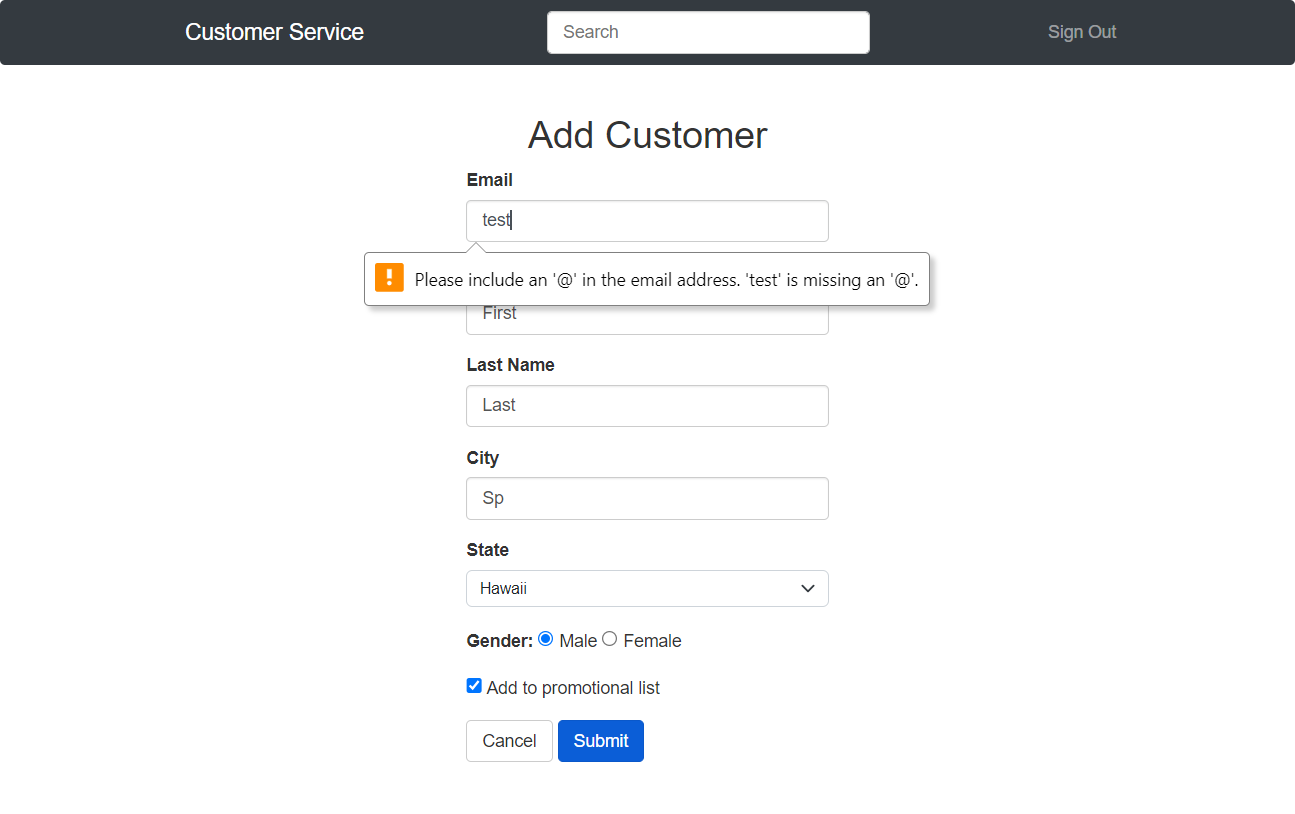 Customer Service
Search
Sign Out
Add Customer
Email
test
Please include an '@' in the email address. 'test' is missing an '@'.
First
Last Name
Last
City
Sp
State
Hawaii
Gender: Male Female
Add to promotional list
Cancel Submit